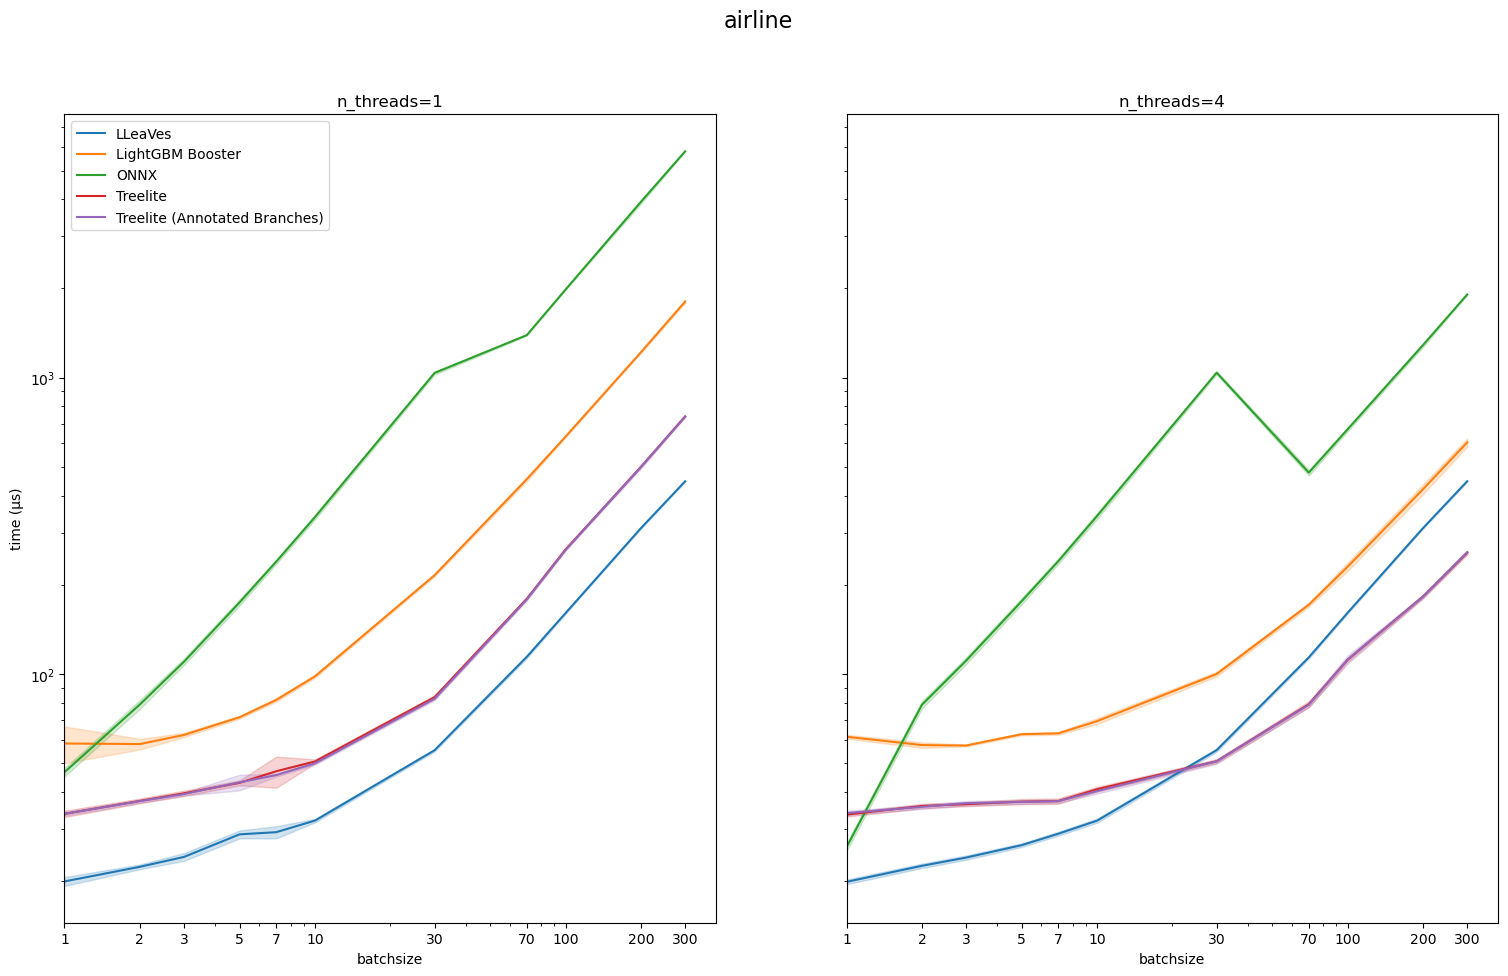 airline
n_threads=1
n_threads=4
LLeaVes
LightGBM Booster
ONNX
Treelite
Treelite (Annotated Branches)
10³
10²
time (μs)
1 2 3 5 7 10 30 70 100 200 300
1 2 3 5 7 10 30 70 100 200 300
batchsize
batchsize